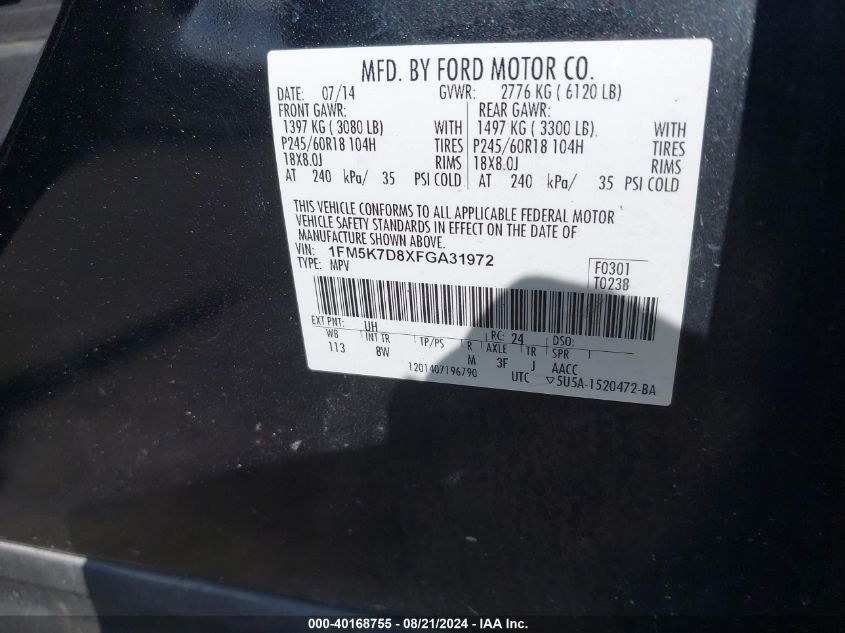 MFD. BY FORD MOTOR CO.
DATE: 07/14 GVWR: 2776 KG ( 6120 LB)
FRONT GAWR: REAR GAWR:
1397 KG ( 3080 LB) WITH 1497 KG ( 3300 LB). WITH
P245/60R18 104H TIRES P245/60R18 104H TIRES
18X8.0J RIMS 18X8.0J RIMS
AT 240 kPa/ 35 PSI COLD AT 240 kPa/ 35 PSI COLD
THIS VEHICLE CONFORMS TO ALL APPLICABLE FEDERAL MOTOR
VEHICLE SAFETY STANDARDS IN EFFECT ON THE DATE OF
MANUFACTURE SHOWN ABOVE.
VIN: 1FM5K7D8XFGA31972
TYPE: MPV
F0301
T0238
EXT PNT: UH RC: 24 DSO:
WB INT TR TP/PS R AXLE TR SPR
113 8W M 3F J AACC
1201407196790 UTC ▽5U5A-1520472-BA
000-40168755 - 08/21/2024 - IAA Inc.